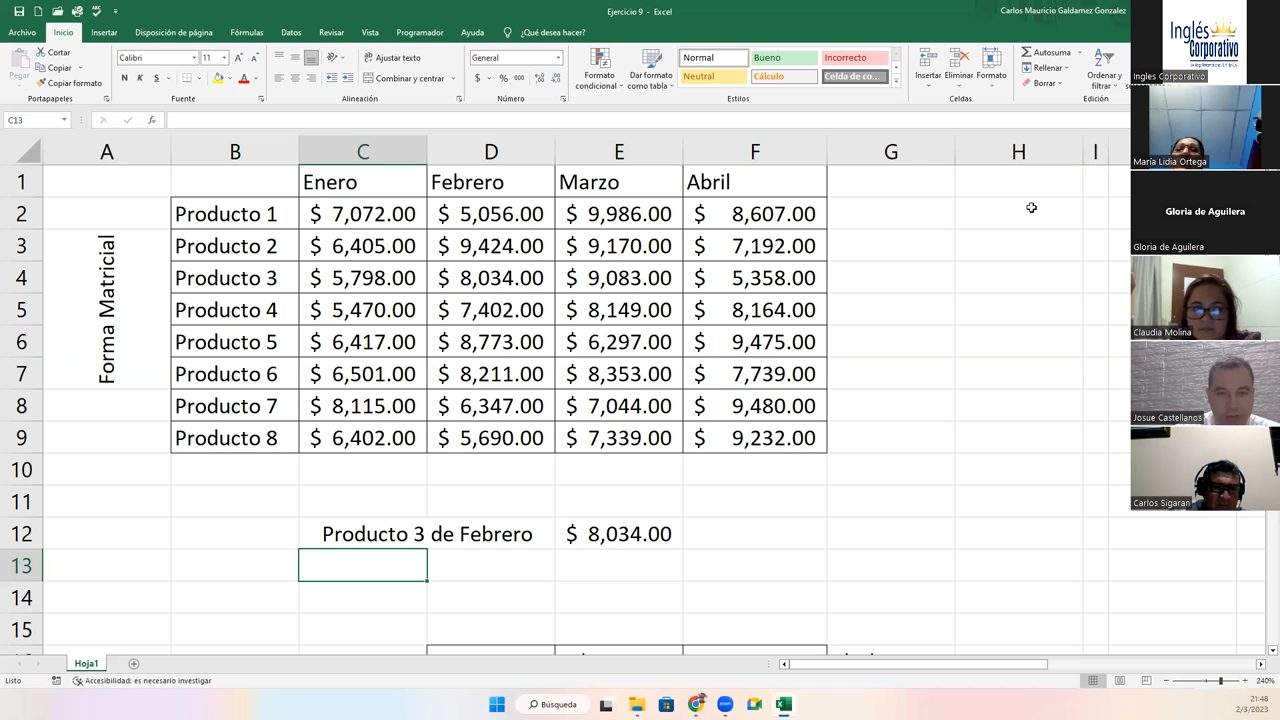 Ejercicio 9 - Excel
Carlos Mauricio Galdamez Gonzalez
Archivo Inicio Insertar Disposición de página Fórmulas Datos Revisar Vista Programador Ayuda ¿Qué desea hacer?
Pegar
Cortar
Copiar
Copiar formato
Portapapeles
Calibri 11
N K S
Fuente
Ajustar texto
Combinar y centrar
Alineación
General
$ % 000
Número
Formato condicional
Dar formato como tabla
Normal Bueno Incorrecto
Neutral Cálculo Celda de co...
Estilos
Insertar Eliminar Formato
Celdas
Autosuma
Rellenar
Borrar
Ordenar y filtrar
Edición
C13
fx
A B C D E F G H I
1 Enero Febrero Marzo Abril
2 Producto 1 $ 7,072.00 $ 5,056.00 $ 9,986.00 $ 8,607.00
3 Producto 2 $ 6,405.00 $ 9,424.00 $ 9,170.00 $ 7,192.00
4 Producto 3 $ 5,798.00 $ 8,034.00 $ 9,083.00 $ 5,358.00
5 Producto 4 $ 5,470.00 $ 7,402.00 $ 8,149.00 $ 8,164.00
6 Producto 5 $ 6,417.00 $ 8,773.00 $ 6,297.00 $ 9,475.00
7 Producto 6 $ 6,501.00 $ 8,211.00 $ 8,353.00 $ 7,739.00
8 Producto 7 $ 8,115.00 $ 6,347.00 $ 7,044.00 $ 9,480.00
9 Producto 8 $ 6,402.00 $ 5,690.00 $ 7,339.00 $ 9,232.00
Forma Matricial
10
11
12 Producto 3 de Febrero $ 8,034.00
13
14
15
Hoja1
Listo
Accesibilidad: es necesario investigar
240%
Búsqueda
21:48
2/3/2023
Inglés
Corporativo
Ingles Corporativo
María Lidia Ortega
Gloria de Aguilera
Gloria de Aguilera
Claudia Molina
Josue Castellanos
Carlos Sigaran